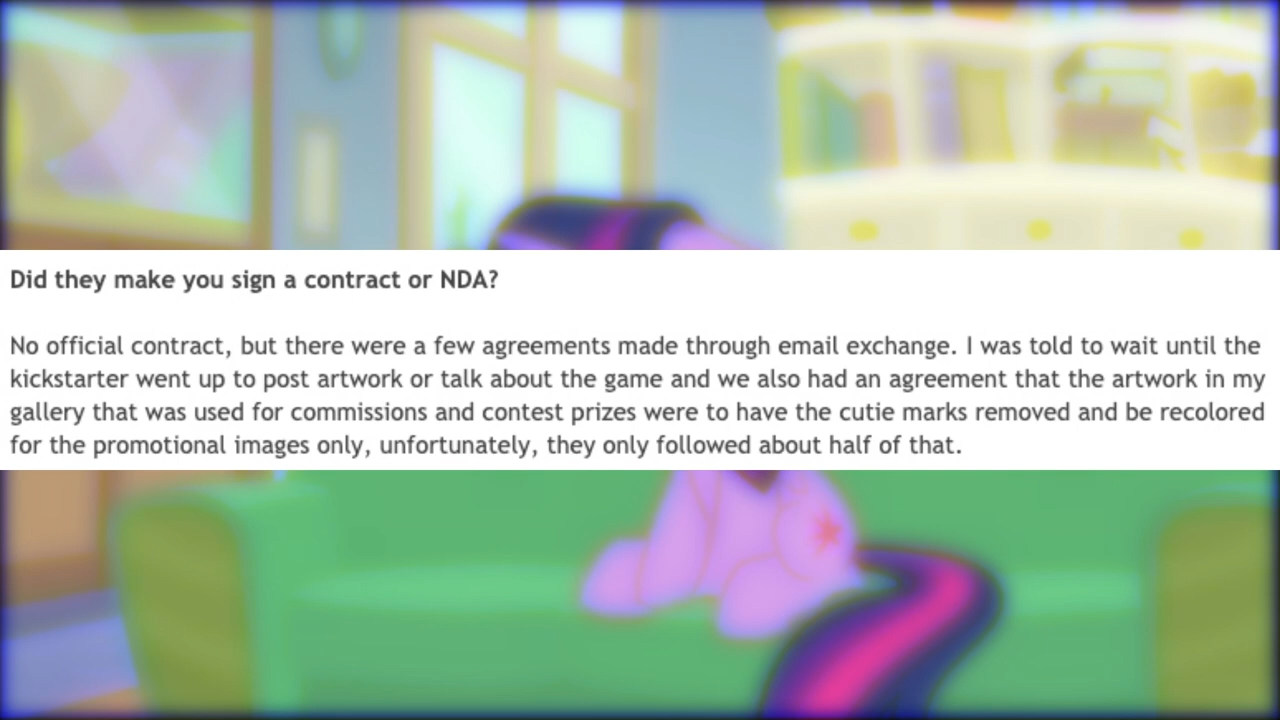 Did they make you sign a contract or NDA?
No official contract, but there were a few agreements made through email exchange. I was told to wait until the
kickstarter went up to post artwork or talk about the game and we also had an agreement that the artwork in my
gallery that was used for commissions and contest prizes were to have the cutie marks removed and be recolored
for the promotional images only, unfortunately, they only followed about half of that.